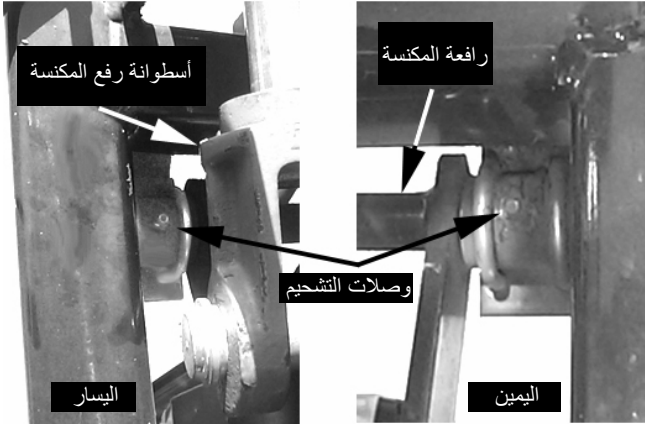 رافعة المكنسة
أسطوانة رفع المكنسة
وصلات التشحيم
اليمين
اليسار